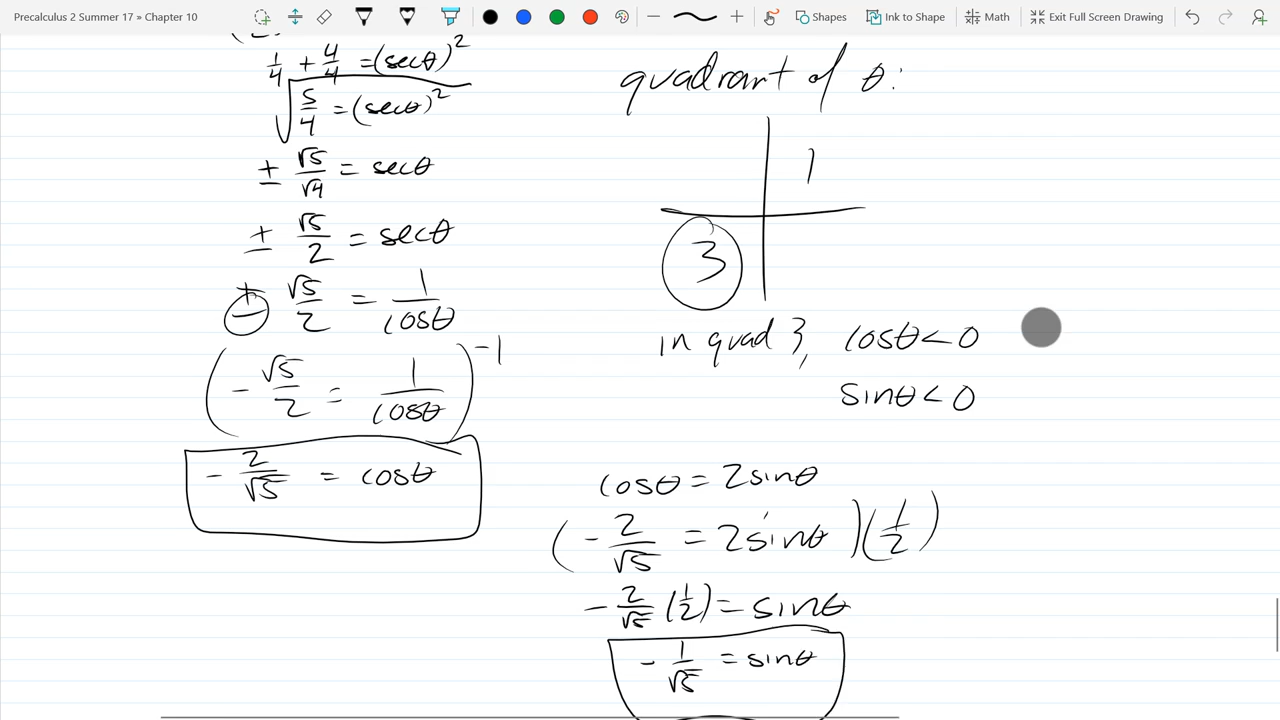 Precalculus 2 Summer 17 » Chapter 10
Shapes
Ink to Shape
Math
Exit Full Screen Drawing
1/4 + 4/4 = (secθ)^2
√5/4 = (secθ)^2
± √5/√4 = secθ
± √5/2 = secθ
± √5/2 = 1/cosθ
(- √5/2 = 1/cosθ)^-1
- 2/√5 = cosθ
quadrant of θ:
1
3
in quad 3, cosθ < 0
sinθ < 0
cosθ = 2sinθ
(- 2/√5 = 2sinθ)(1/2)
- 2/√5 (1/2) = sinθ
- 1/√5 = sinθ